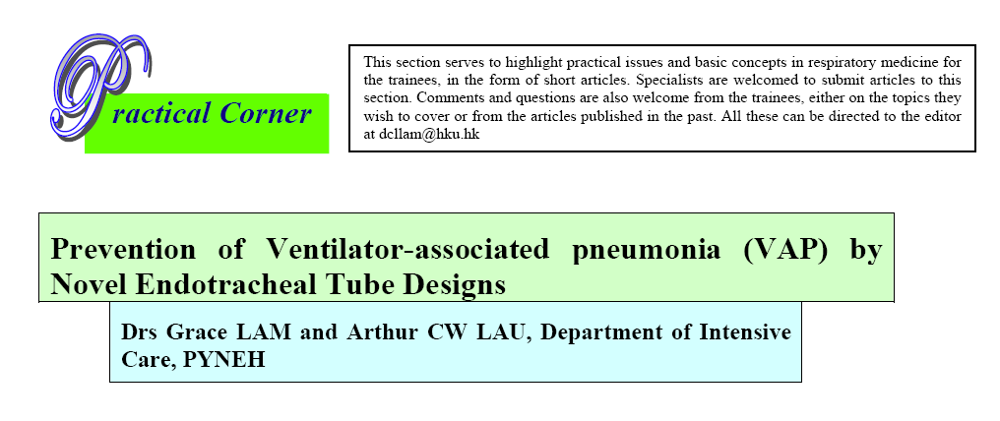 Practical Corner
This section serves to highlight practical issues and basic concepts in respiratory medicine for
the trainees, in the form of short articles. Specialists are welcomed to submit articles to this
section. Comments and questions are also welcome from the trainees, either on the topics they
wish to cover or from the articles published in the past. All these can be directed to the editor
at dcllam@hku.hk
Prevention of Ventilator-associated pneumonia (VAP) by
Novel Endotracheal Tube Designs
Drs Grace LAM and Arthur CW LAU, Department of Intensive
Care, PYNEH